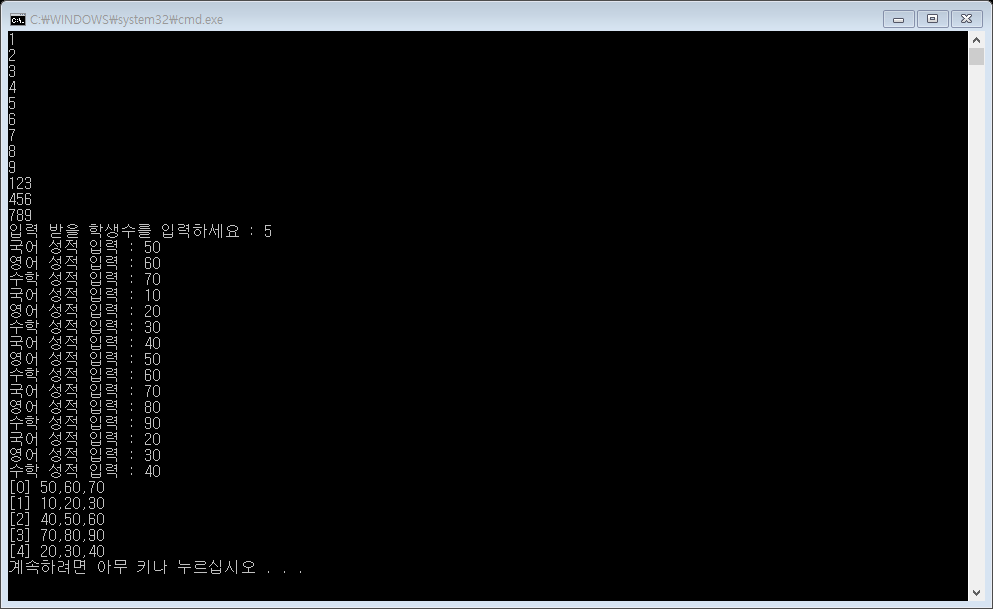 C:₩WINDOWS₩system32₩cmd.exe
1
2
3
4
5
6
7
8
9
123
456
789
입력 받을 학생수를 입력하세요 : 5
국어 성적 입력 : 50
영어 성적 입력 : 60
수학 성적 입력 : 70
국어 성적 입력 : 10
영어 성적 입력 : 20
수학 성적 입력 : 30
국어 성적 입력 : 40
영어 성적 입력 : 50
수학 성적 입력 : 60
국어 성적 입력 : 70
영어 성적 입력 : 80
수학 성적 입력 : 90
국어 성적 입력 : 20
영어 성적 입력 : 30
수학 성적 입력 : 40
[0] 50,60,70
[1] 10,20,30
[2] 40,50,60
[3] 70,80,90
[4] 20,30,40
계속하려면 아무 키나 누르십시오 . . .